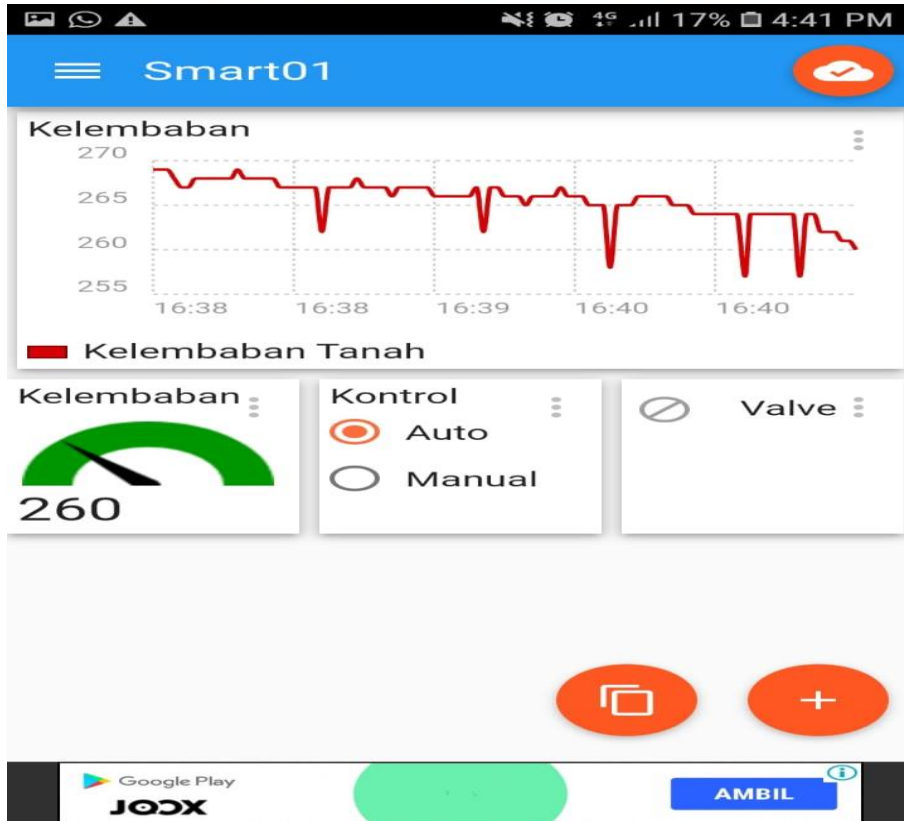 4G 17% 4:41 PM
Smart01
Kelembaban
270
265
260
255
16:38 16:38 16:39 16:40 16:40
Kelembaban Tanah
Kelembaban
260
Kontrol
Auto
Manual
Valve
Google Play
JOOX
AMBIL